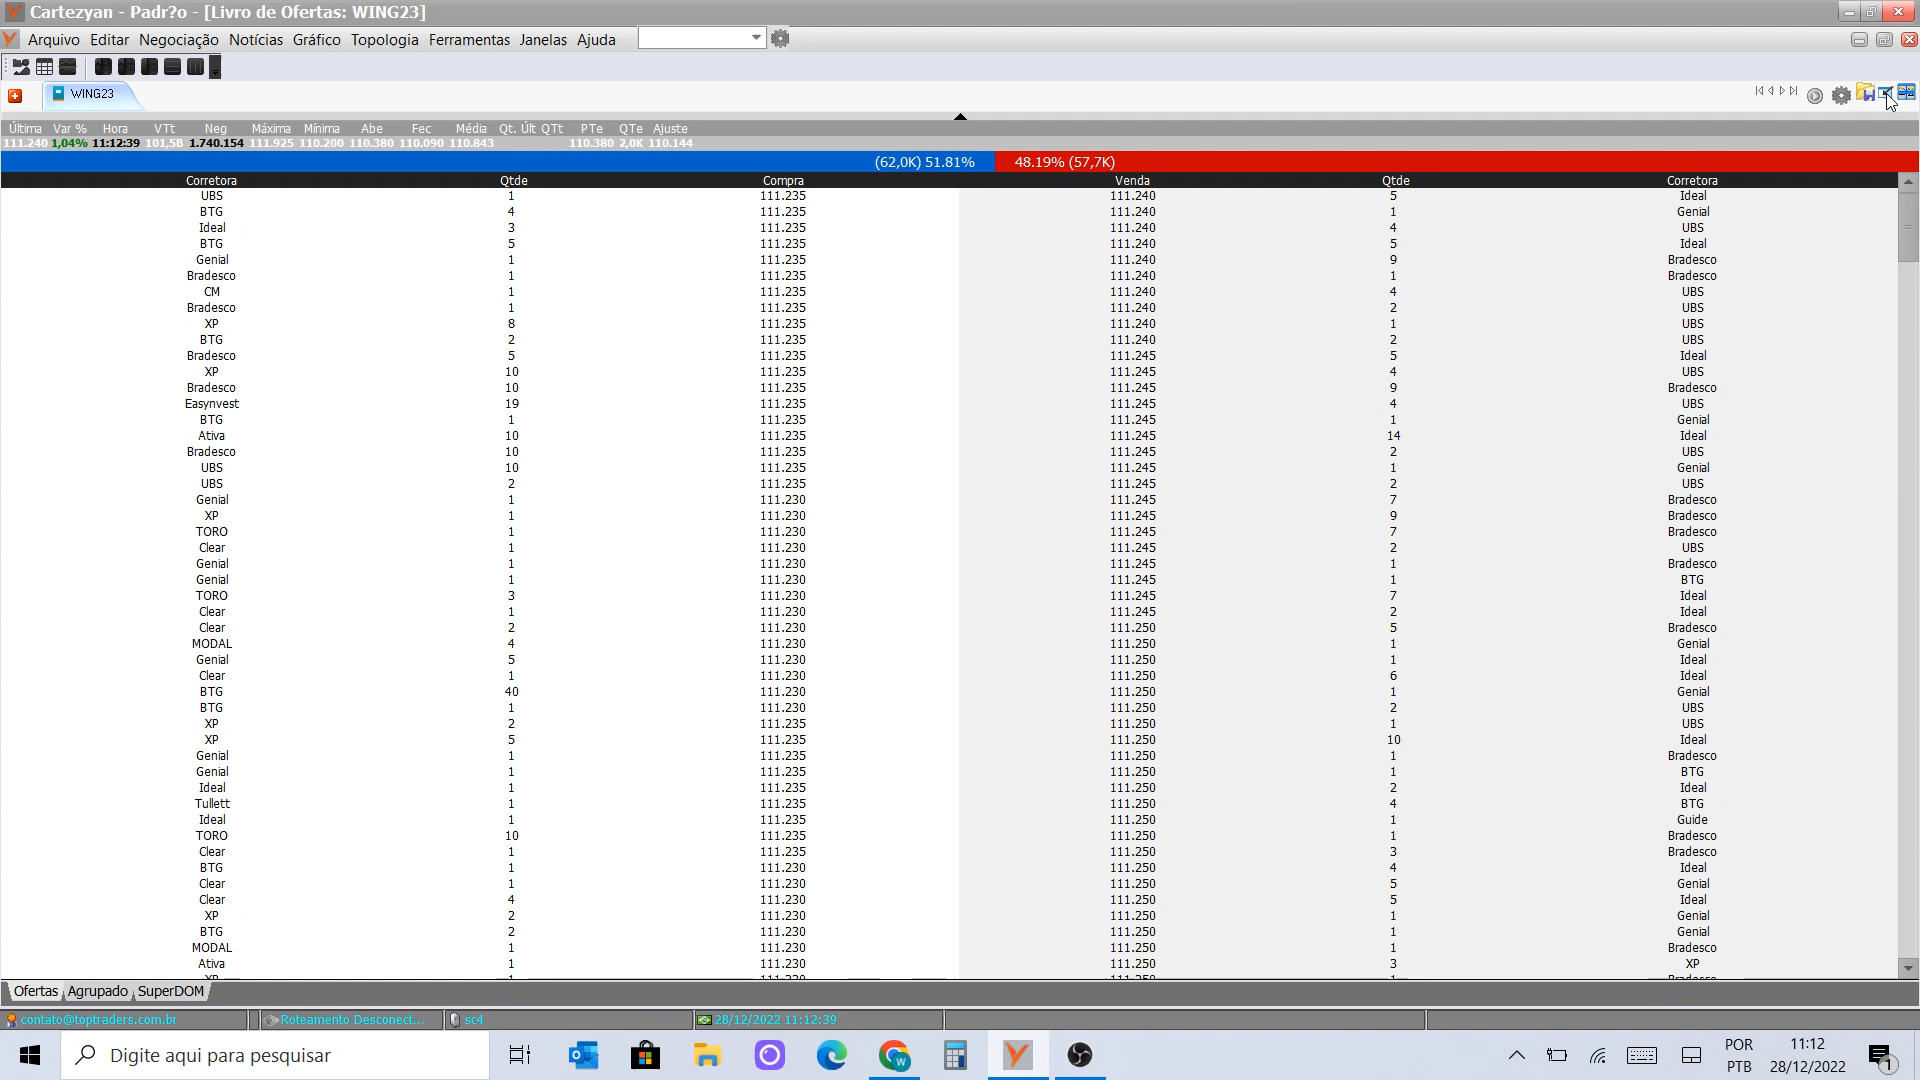 Cartezyan - Padr?o - [Livro de Ofertas: WING23]
Arquivo Editar Negociação Notícias Gráfico Topologia Ferramentas Janelas Ajuda
WING23
Última Var % Hora VTt Neg Máxima Mínima Abe Fec Média Qt. Últ QTt PTe QTe Ajuste
111.240 1,04% 11:12:39 101,5B 1.740.154 111.925 110.200 110.380 110.090 110.843 110.380 2,0K 110.144
(62,0K) 51.81% 48.19% (57,7K)
Corretora Qtde Compra Venda Qtde Corretora
UBS 1 111.235 111.240 5 Ideal
BTG 4 111.235 111.240 1 Genial
Ideal 3 111.235 111.240 4 UBS
BTG 5 111.235 111.240 5 Ideal
Genial 1 111.235 111.240 9 Bradesco
Bradesco 1 111.235 111.240 1 Bradesco
CM 1 111.235 111.240 4 UBS
Bradesco 1 111.235 111.240 2 UBS
XP 8 111.235 111.240 1 UBS
BTG 2 111.235 111.240 2 UBS
Bradesco 5 111.235 111.245 5 Ideal
XP 10 111.235 111.245 4 UBS
Bradesco 10 111.235 111.245 9 Bradesco
Easynvest 19 111.235 111.245 4 UBS
BTG 1 111.235 111.245 1 Genial
Ativa 10 111.235 111.245 14 Ideal
Bradesco 10 111.235 111.245 2 UBS
UBS 10 111.235 111.245 1 Genial
UBS 2 111.235 111.245 2 UBS
Genial 1 111.230 111.245 7 Bradesco
XP 1 111.230 111.245 9 Bradesco
TORO 1 111.230 111.245 7 Bradesco
Clear 1 111.230 111.245 2 UBS
Genial 1 111.230 111.245 1 Bradesco
Genial 1 111.230 111.245 1 BTG
TORO 3 111.230 111.245 7 Ideal
Clear 1 111.230 111.245 2 Ideal
Clear 2 111.230 111.250 5 Bradesco
MODAL 4 111.230 111.250 1 Genial
Genial 5 111.230 111.250 1 Ideal
Clear 1 111.230 111.250 6 Ideal
BTG 40 111.230 111.250 1 Genial
BTG 1 111.230 111.250 2 UBS
XP 2 111.235 111.250 1 UBS
XP 5 111.235 111.250 10 Ideal
Genial 1 111.235 111.250 1 Bradesco
Genial 1 111.235 111.250 1 BTG
Ideal 1 111.235 111.250 2 Ideal
Tullett 1 111.235 111.250 4 BTG
Ideal 1 111.235 111.250 1 Guide
TORO 10 111.235 111.250 1 Bradesco
Clear 1 111.235 111.250 3 Bradesco
BTG 1 111.230 111.250 4 Ideal
Clear 1 111.230 111.250 5 Genial
Clear 4 111.230 111.250 5 Ideal
XP 2 111.230 111.250 1 Genial
BTG 2 111.230 111.250 1 Genial
MODAL 1 111.230 111.250 1 Bradesco
Ativa 1 111.230 111.250 3 XP
XP 1 111.230 111.250 1 Bradesco
Ofertas Agrupado SuperDOM
contato@toptraders.com.br Roteamento Desconect... sc4 28/12/2022 11:12:39
Digite aqui para pesquisar
POR 11:12
PTB 28/12/2022 1